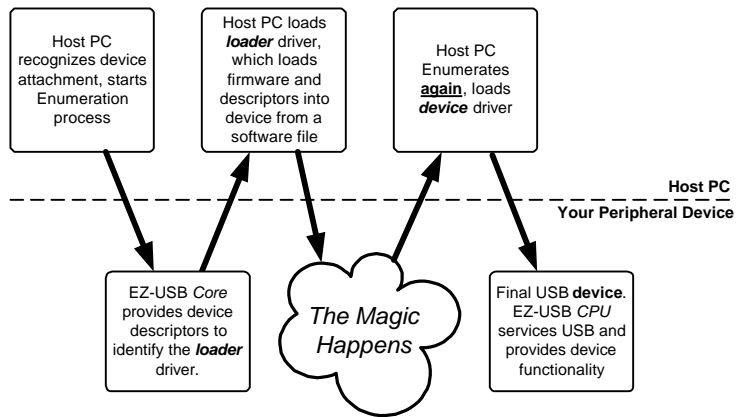 Host PC
recognizes device
attachment, starts
Enumeration
process
Host PC loads
loader driver,
which loads
firmware and
descriptors into
device from a
software file
Host PC
Enumerates
again, loads
device driver
Host PC
Your Peripheral Device
EZ-USB Core
provides device
descriptors to
identify the loader
driver.
The Magic
Happens
Final USB device.
EZ-USB CPU
services USB and
provides device
functionality